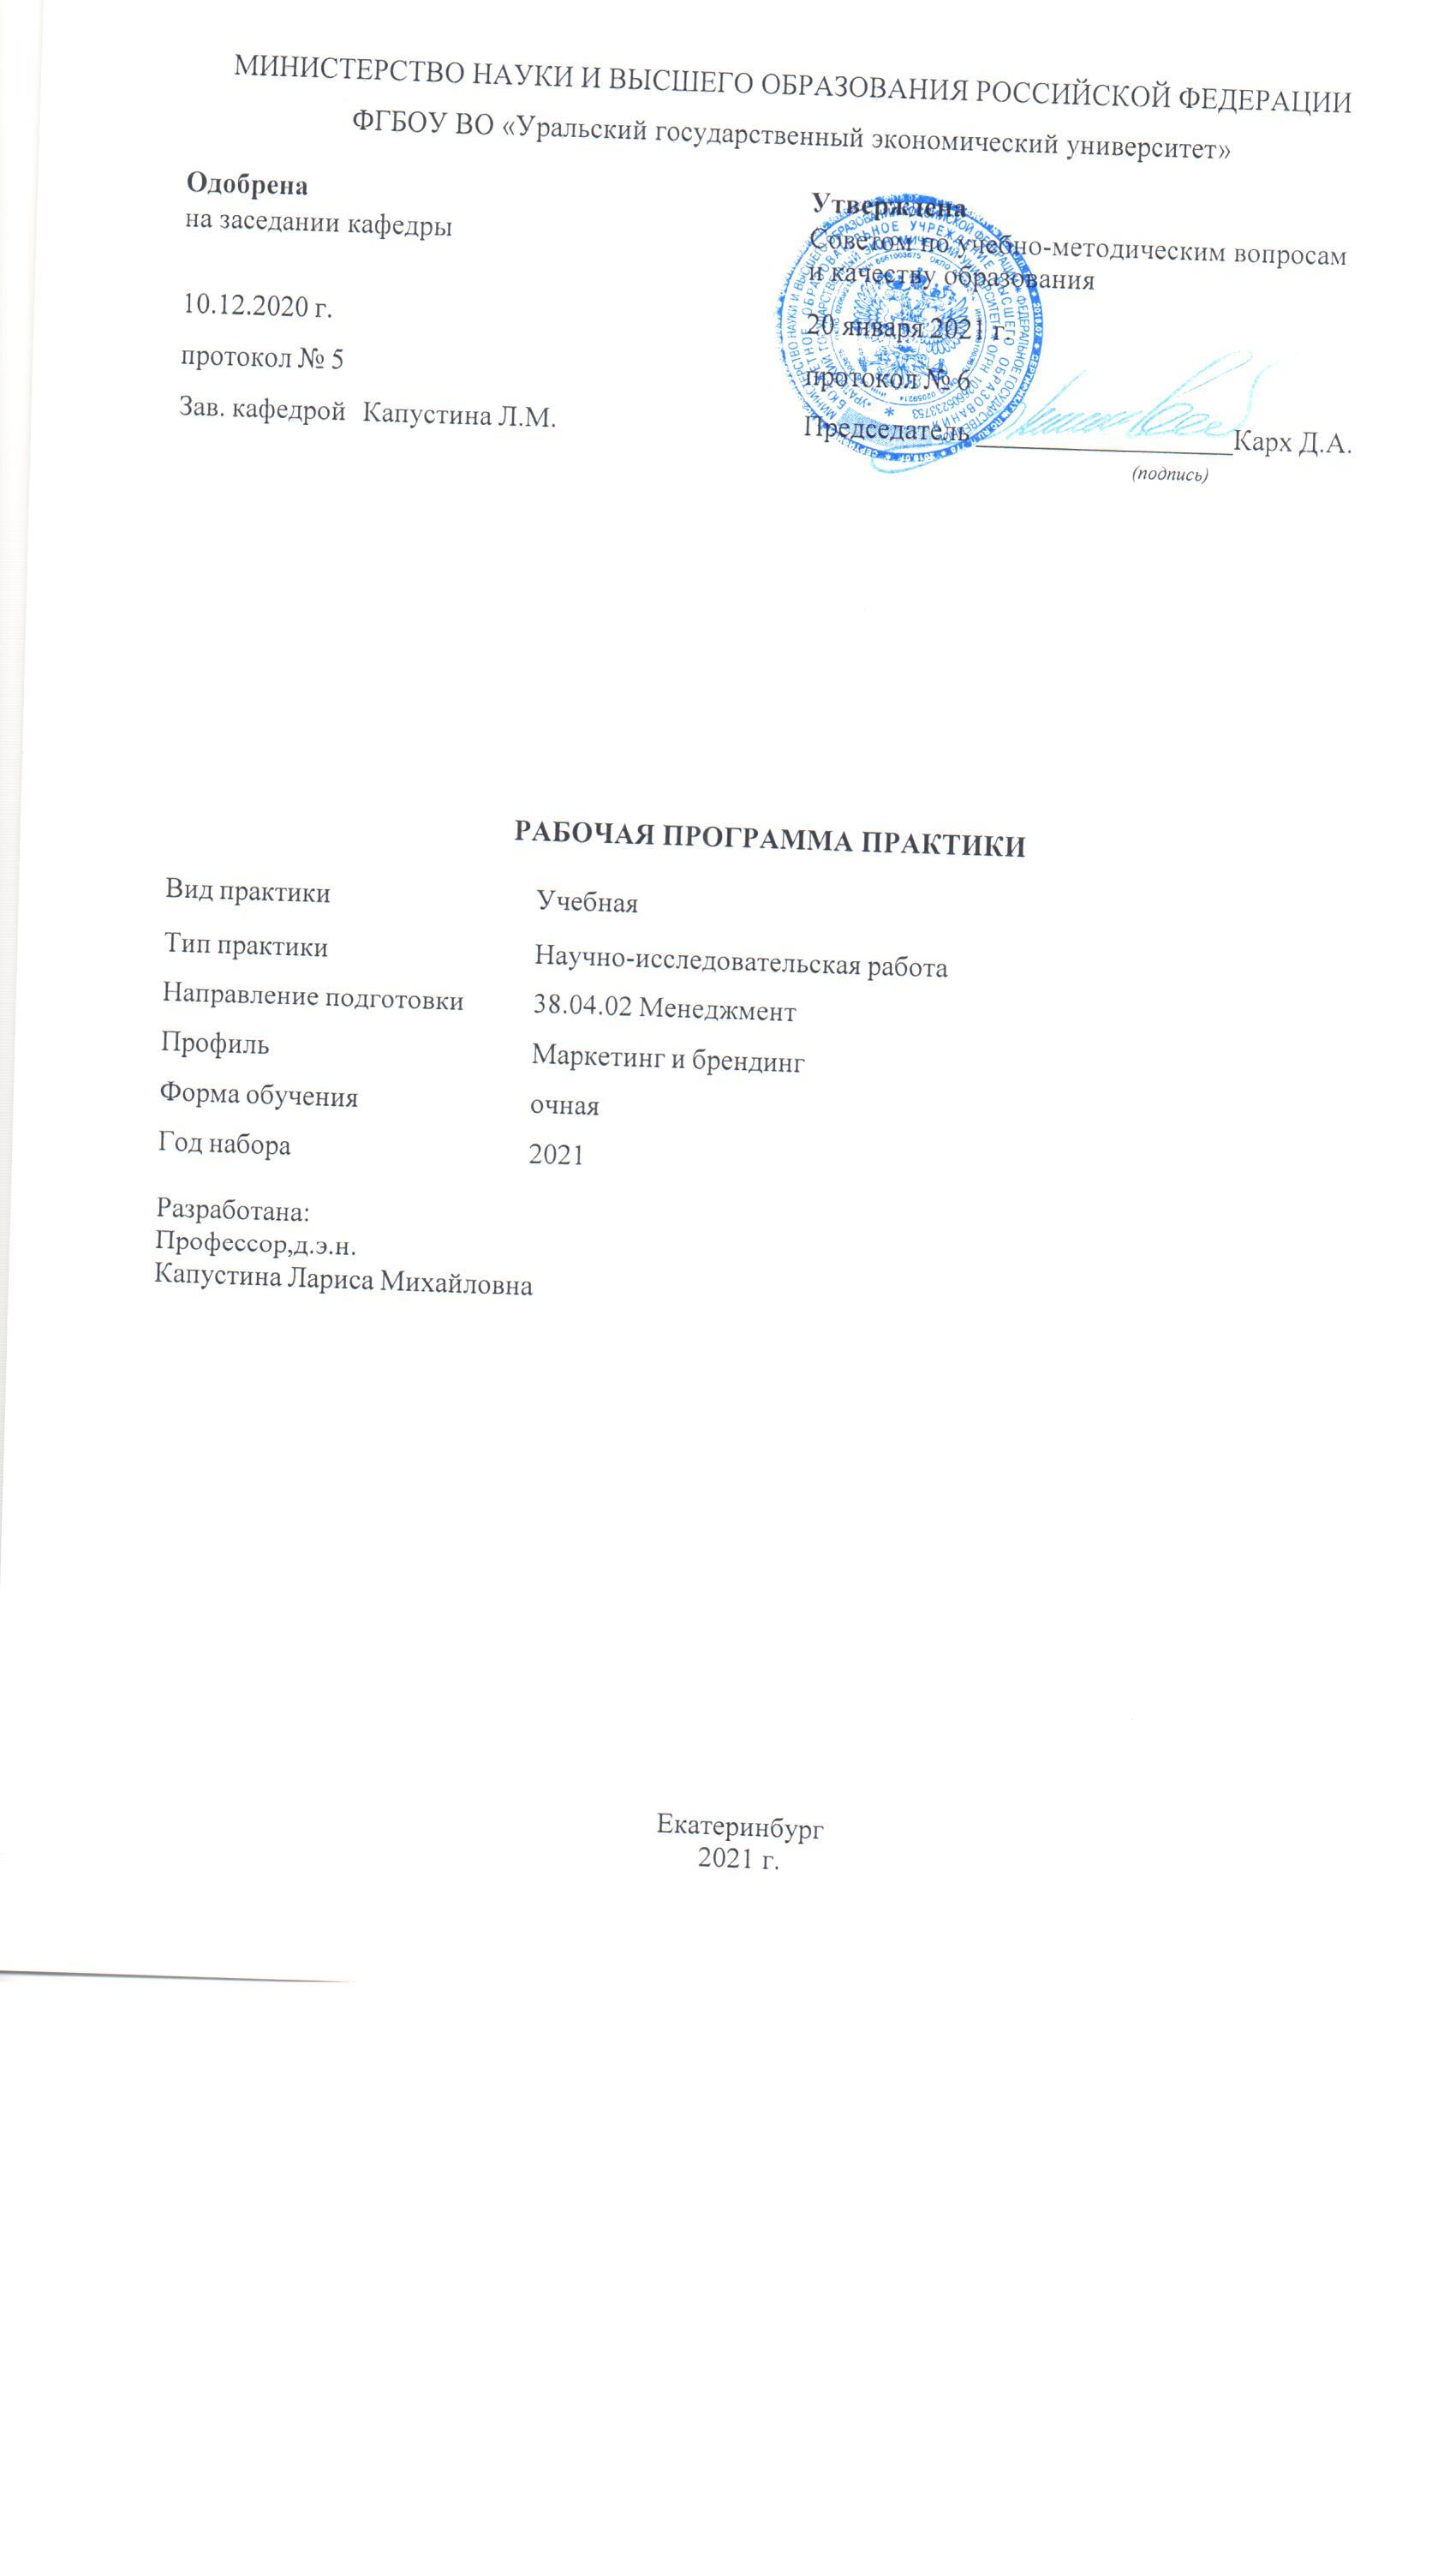 МИНИСТЕРСТВО НАУКИ И ВЫСШЕГО ОБРАЗОВАНИЯ РОССИЙСКОЙ ФЕДЕРАЦИИ
ФГБОУ ВО «Уральский государственный экономический университет»
Одобрена
на заседании кафедры
10.12.2020 г.
протокол № 5
Зав. кафедрой Капустина Л.М.
Утверждена
Советом по учебно-методическим вопросам
и качеству образования
20 января 2021 г.
протокол № 6
Председатель Карх Д.А.
(подпись)
РАБОЧАЯ ПРОГРАММА ПРАКТИКИ
Вид практики Учебная
Тип практики Научно-исследовательская работа
Направление подготовки 38.04.02 Менеджмент
Профиль Маркетинг и брендинг
Форма обучения очная
Год набора 2021
Разработана:
Профессор,д.э.н.
Капустина Лариса Михайловна
Екатеринбург
2021 г.